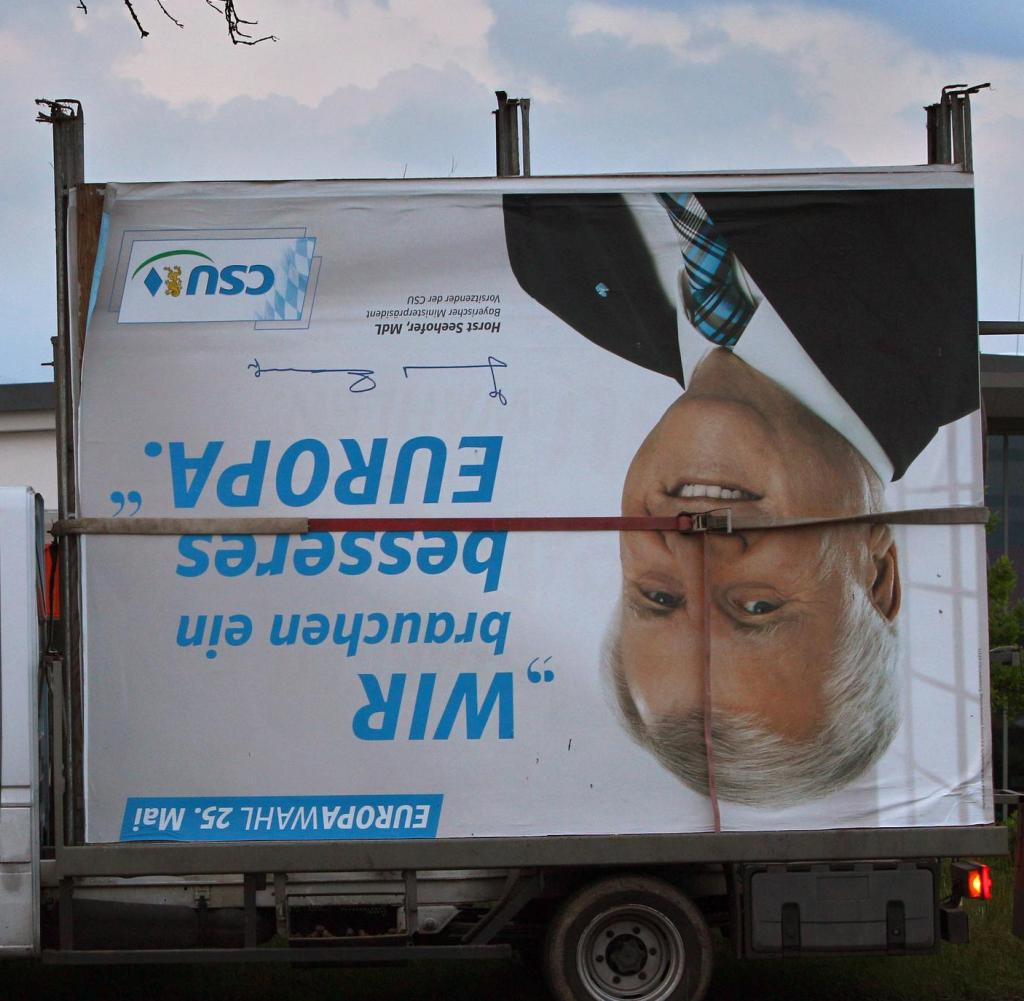 EUROPAWAHL 25. Mai
„WIR
brauchen ein
besseres
EUROPA.“
Horst Seehofer, MdL
Bayerischer Ministerpräsident
Vorsitzender der CSU
CSU